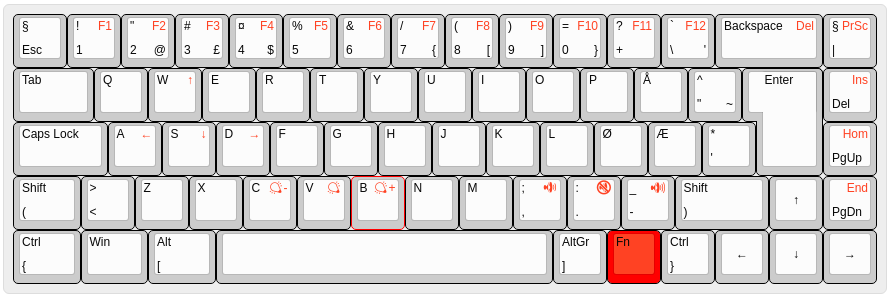 § ! F1 " F2 # F3 ¤ F4 % F5 & F6 / F7 ( F8 ) F9 = F10 ? F11 ` F12 Backspace Del § PrSc
Esc 1 2 @ 3 £ 4 $ 5 6 7 { 8 [ 9 ] 0 } + \ ' |
Tab Q W ↑ E R T Y U I O P Å ^ Enter Ins
" ~ Del
Caps Lock A ← S ↓ D → F G H J K L Ø Æ * Hom
' PgUp
Shift > Z X C - V B + N M ; : _ Shift ↑ End
( < , . - ) PgDn
Ctrl Win Alt AltGr Fn Ctrl ← ↓ →
{ [ ] }